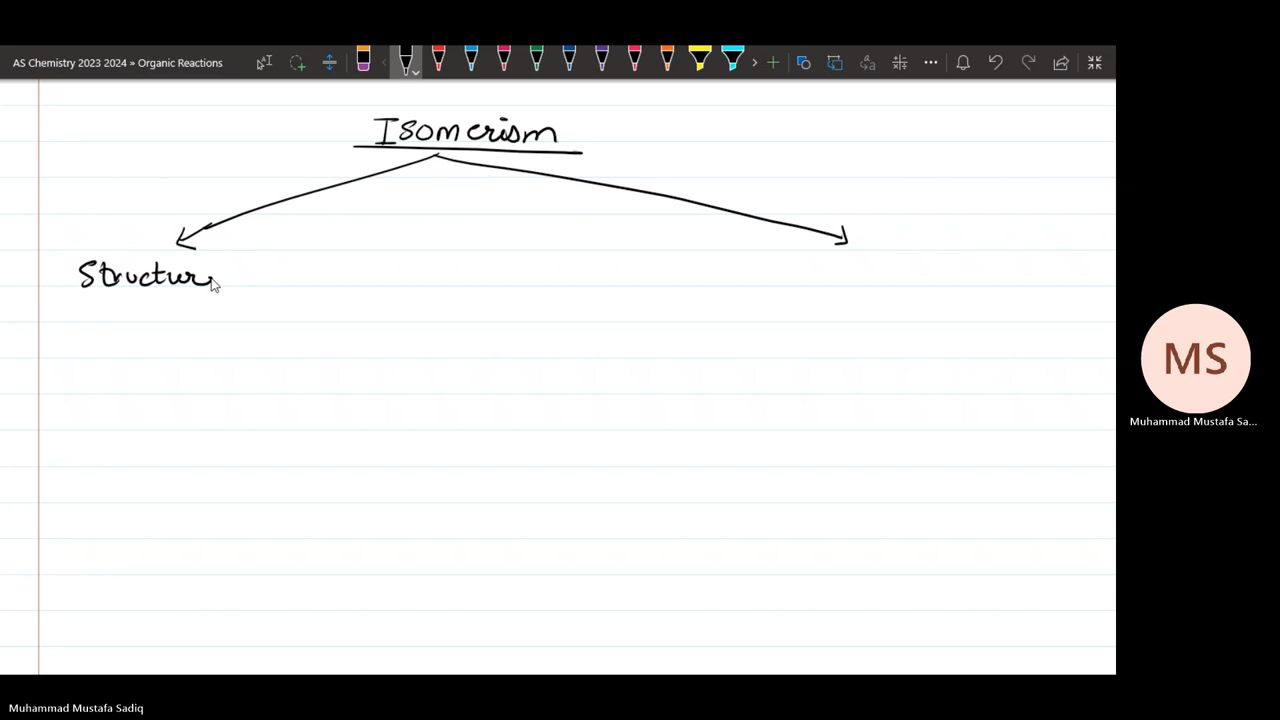 AS Chemistry 2023 2024 » Organic Reactions
Isomerism
Structur
MS
Muhammad Mustafa Sa...
Muhammad Mustafa Sadiq